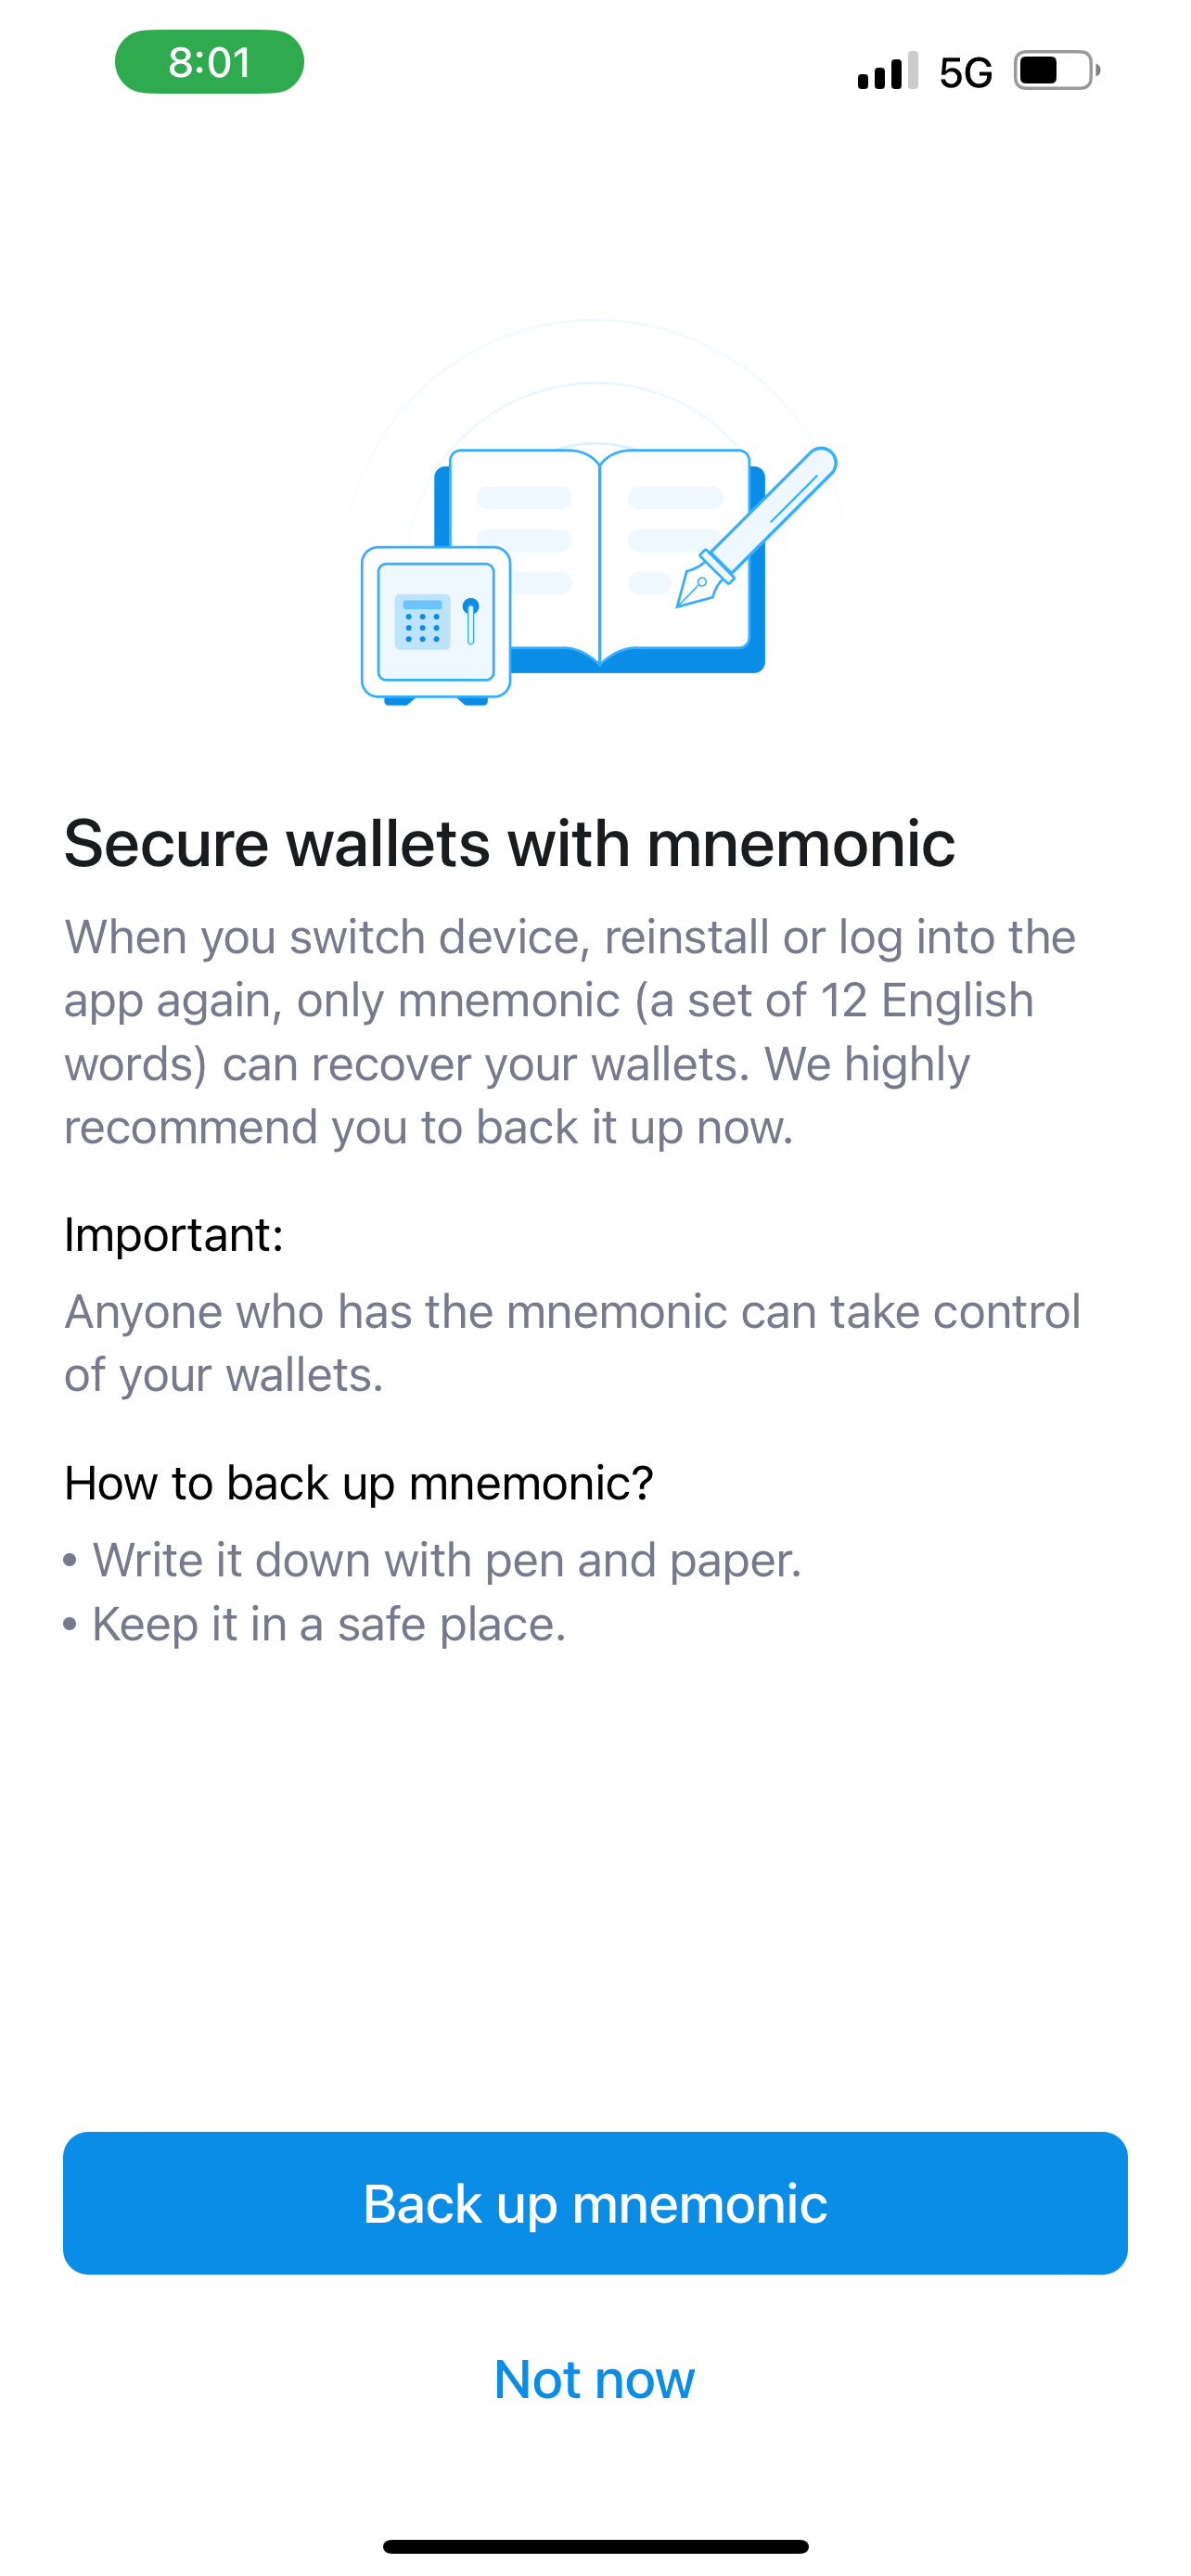 8:01
5G
Secure wallets with mnemonic
When you switch device, reinstall or log into the
app again, only mnemonic (a set of 12 English
words) can recover your wallets. We highly
recommend you to back it up now.
Important:
Anyone who has the mnemonic can take control
of your wallets.
How to back up mnemonic?
• Write it down with pen and paper.
• Keep it in a safe place.
Back up mnemonic
Not now